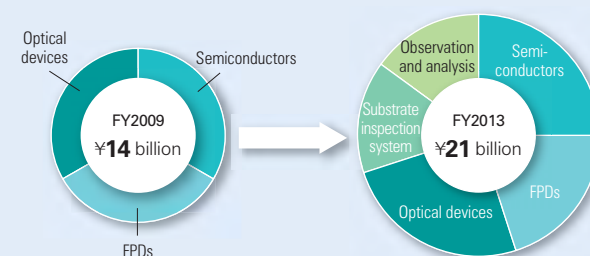 Optical
devices
Semiconductors
FY2009
¥14 billion
FPDs
Observation
and analysis
Semi-
conductors
Substrate
inspection
system
FY2013
¥21 billion
FPDs
Optical devices